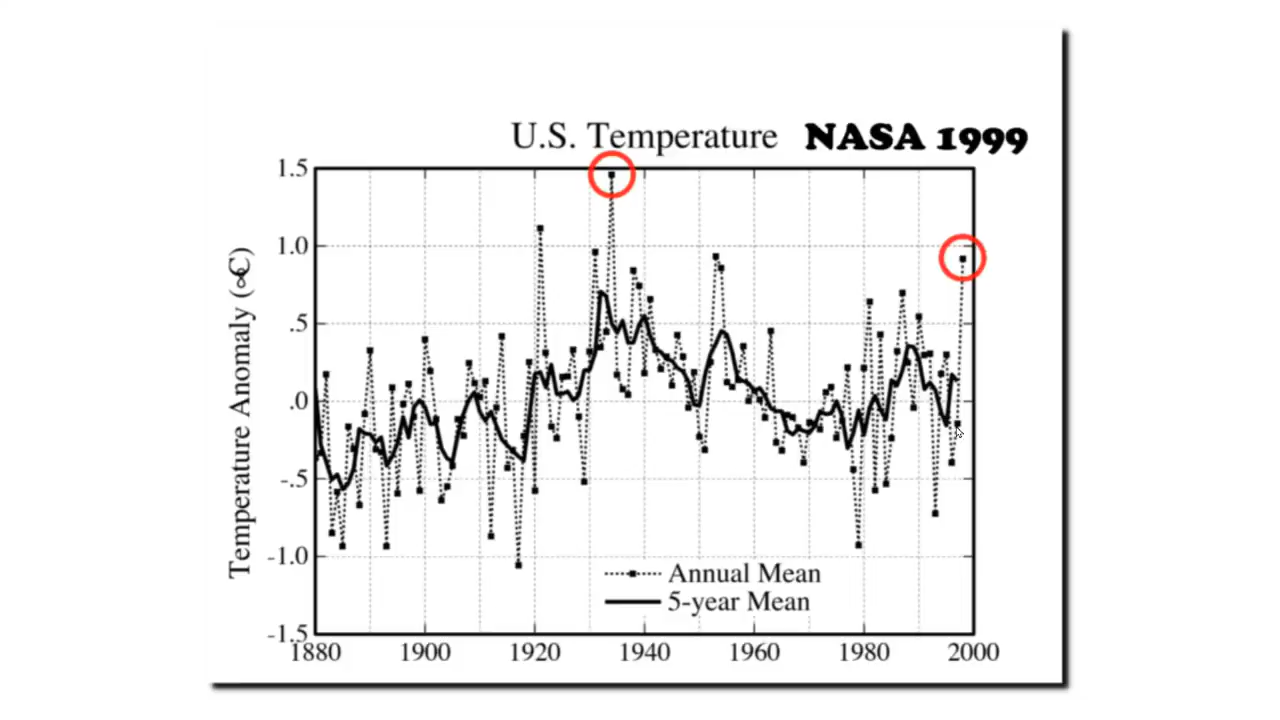 U.S. Temperature NASA 1999
1.5
1.0
.5
.0
-.5
-1.0
-1.5
Temperature Anomaly (∝C)
Annual Mean
5-year Mean
1880 1900 1920 1940 1960 1980 2000